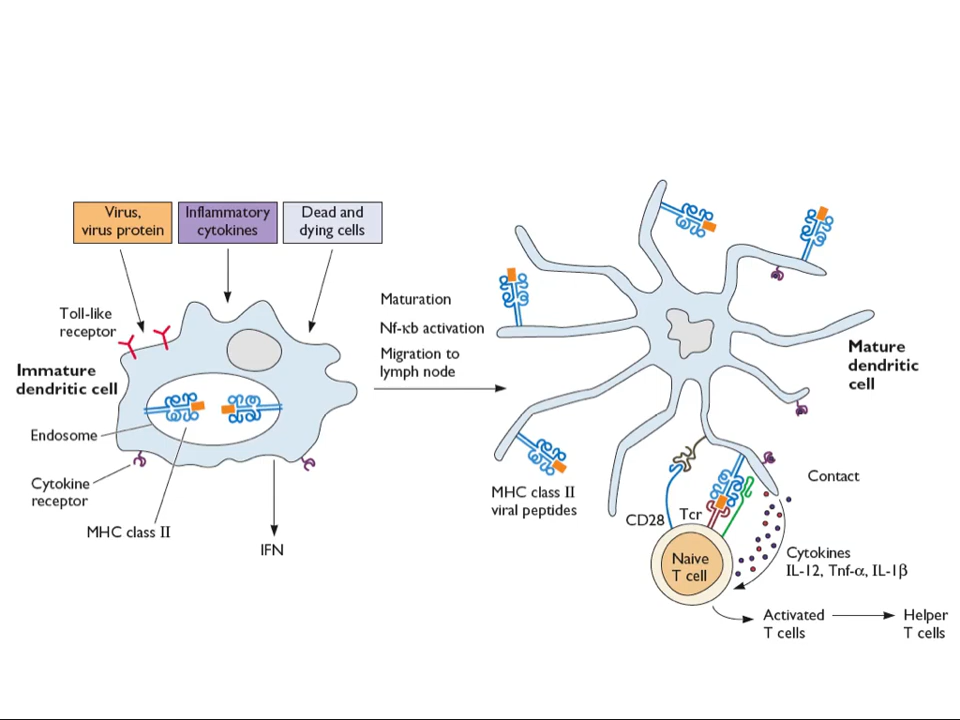 Virus,
virus protein
Inflammatory
cytokines
Dead and
dying cells
Toll-like
receptor
Immature
dendritic cell
Endosome
Cytokine
receptor
MHC class II
IFN
Maturation
Nf-κb activation
Migration to
lymph node
Mature
dendritic
cell
MHC class II
viral peptides
CD28
Tcr
Contact
Naive
T cell
Cytokines
IL-12, Tnf-α, IL-1β
Activated
T cells
Helper
T cells